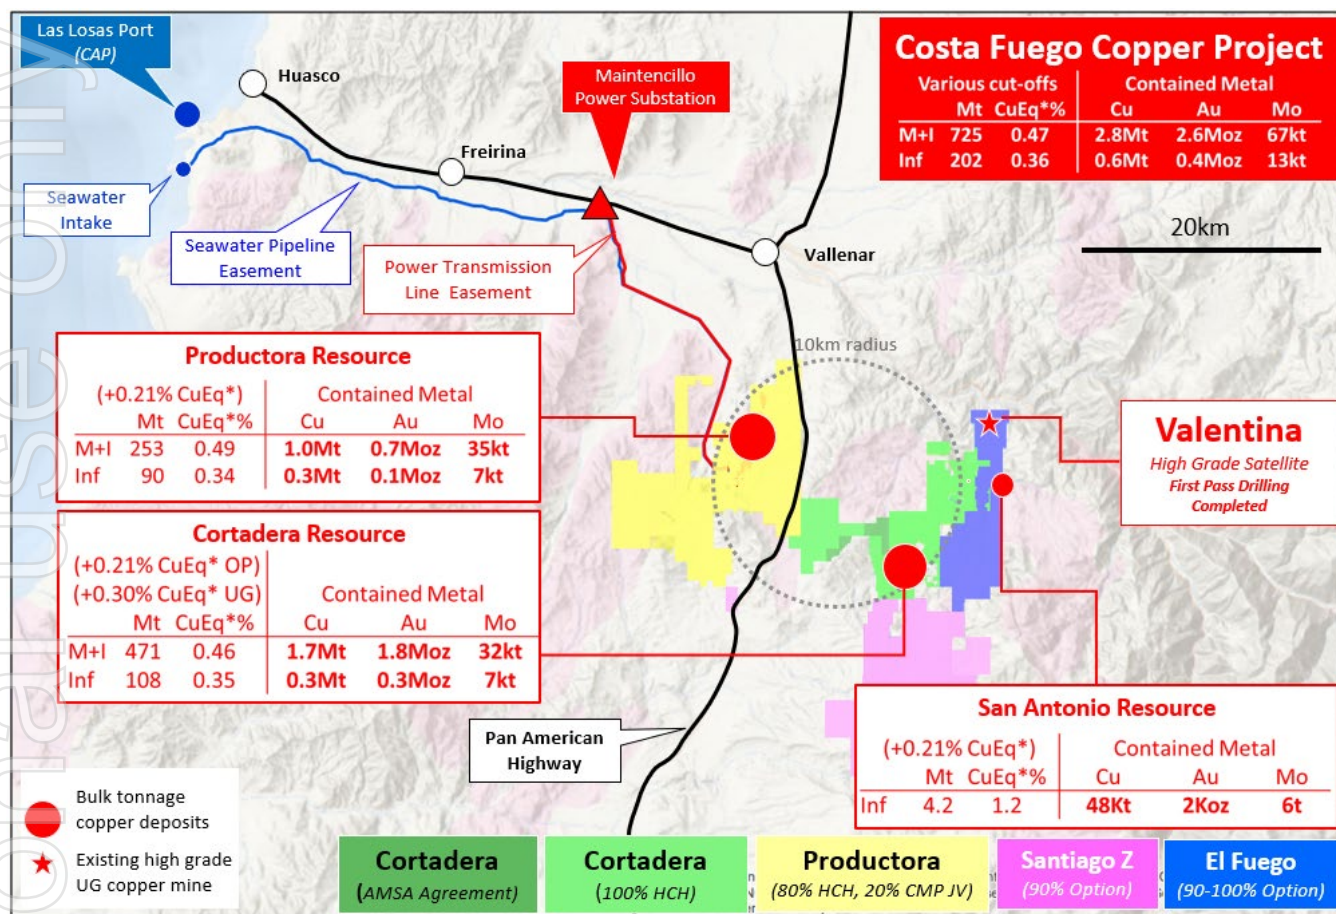 Las Losas Port
(CAP)
Huasco
Maintencillo
Power Substation
Costa Fuego Copper Project
Various cut-offs Contained Metal
Mt CuEq*% Cu Au Mo
M+I 725 0.47 2.8Mt 2.6Moz 67kt
Inf 202 0.36 0.6Mt 0.4Moz 13kt
Freirina
Seawater
Intake
Seawater Pipeline
Easement
Power Transmission
Line Easement
Vallenar
20km
10km radius
Productora Resource
(+0.21% CuEq*) Contained Metal
Mt CuEq*% Cu Au Mo
M+I 253 0.49 1.0Mt 0.7Moz 35kt
Inf 90 0.34 0.3Mt 0.1Moz 7kt
Valentina
High Grade Satellite
First Pass Drilling
Completed
Cortadera Resource
(+0.21% CuEq* OP)
(+0.30% CuEq* UG) Contained Metal
Mt CuEq*% Cu Au Mo
M+I 471 0.46 1.7Mt 1.8Moz 32kt
Inf 108 0.35 0.3Mt 0.3Moz 7kt
San Antonio Resource
(+0.21% CuEq*) Contained Metal
Mt CuEq*% Cu Au Mo
Inf 4.2 1.2 48Kt 2Koz 6t
Pan American
Highway
Bulk tonnage
copper deposits
Existing high grade
UG copper mine
Cortadera
(AMSA Agreement)
Cortadera
(100% HCH)
Productora
(80% HCH, 20% CMP JV)
Santiago Z
(90% Option)
El Fuego
(90-100% Option)
use only